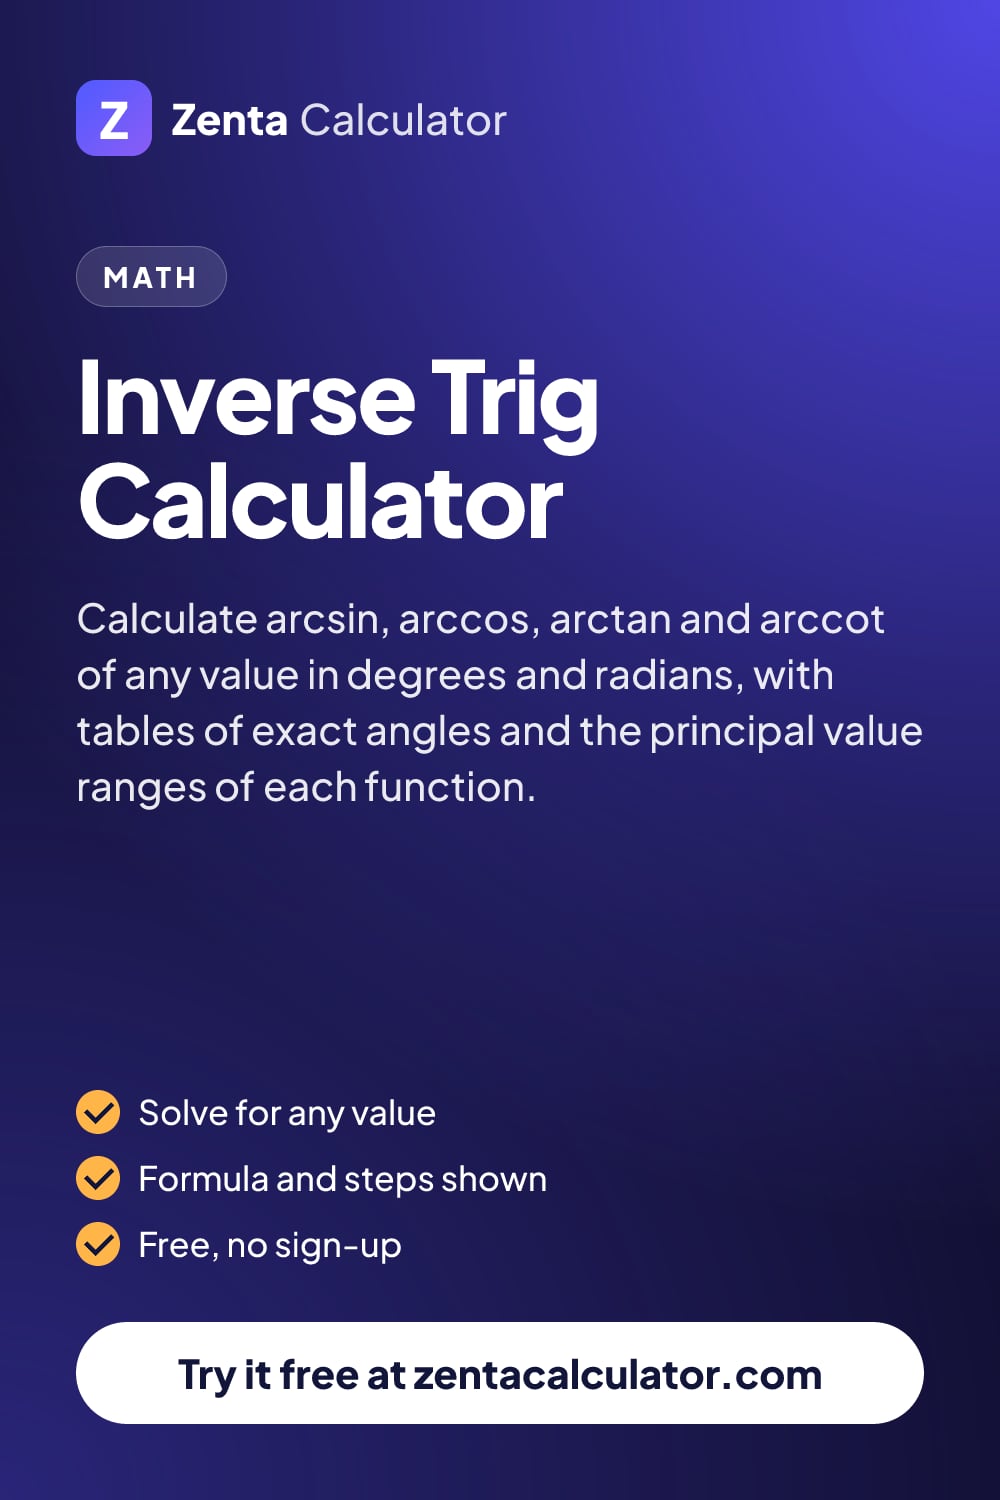 Z
Zenta Calculator
MATH
Inverse Trig
Calculator
Calculate arcsin, arccos, arctan and arccot
of any value in degrees and radians, with
tables of exact angles and the principal value
ranges of each function.
Solve for any value
Formula and steps shown
Free, no sign-up
Try it free at zentacalculator.com